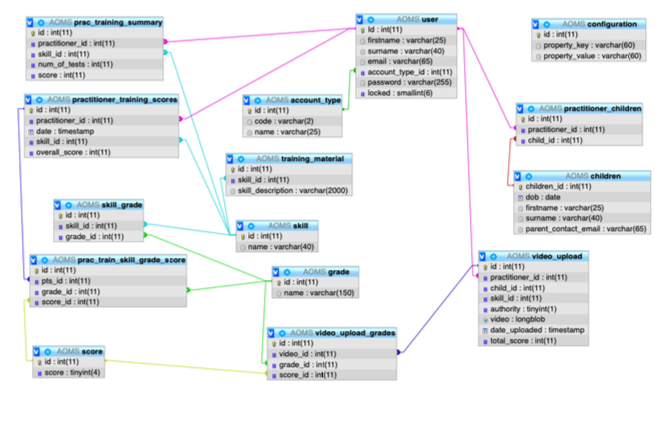 AOMS prac_training_summary
id : int(11)
practitioner_id : int(11)
skill_id : int(11)
num_of_tests : int(11)
score : int(11)
AOMS user
Id : int(11)
firstname : varchar(25)
surname : varchar(40)
email : varchar(65)
account_type_id : int(11)
password : varchar(255)
locked : smallint(6)
AOMS configuration
id : int(11)
property_key : varchar(60)
property_value : varchar(60)
AOMS practitioner_training_scores
id : int(11)
practitioner_id : int(11)
date : timestamp
skill_id : int(11)
overall_score : int(11)
AOMS account_type
id : int(11)
code : varchar(2)
name : varchar(25)
AOMS practitioner_children
id : int(11)
practitioner_id : int(11)
child_id : int(11)
AOMS training_material
id : int(11)
skill_id : int(11)
skill_description : varchar(2000)
AOMS children
children_id : int(11)
dob : date
firstname : varchar(25)
surname : varchar(40)
parent_contact_email : varchar(65)
AOMS skill_grade
id : int(11)
skill_id : int(11)
grade_id : int(11)
AOMS skill
id : int(11)
name : varchar(40)
AOMS prac_train_skill_grade_score
id : int(11)
pts_id : int(11)
grade_id : int(11)
score_id : int(11)
AOMS grade
id : int(11)
name : varchar(150)
AOMS video_upload
id : int(11)
practitioner_id : int(11)
child_id : int(11)
skill_id : int(11)
authority : tinyint(1)
video : longblob
date_uploaded : timestamp
total_score : int(11)
AOMS video_upload_grades
id : int(11)
video_id : int(11)
grade_id : int(11)
score_id : int(11)
AOMS score
id : int(11)
score : tinyint(4)